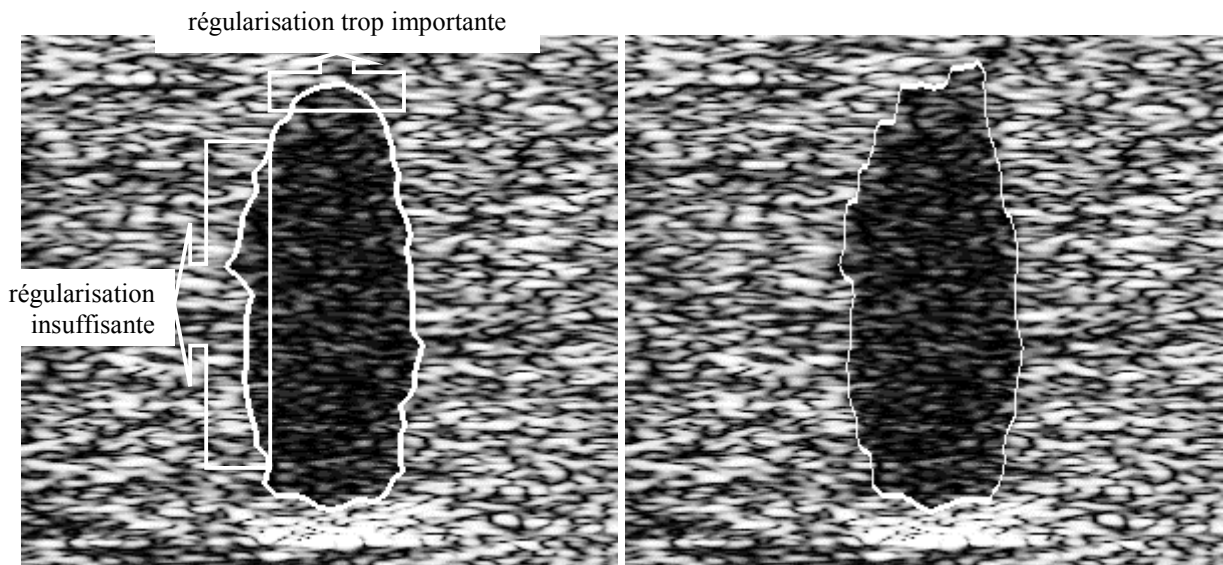 régularisation trop importante
régularisation
insuffisante